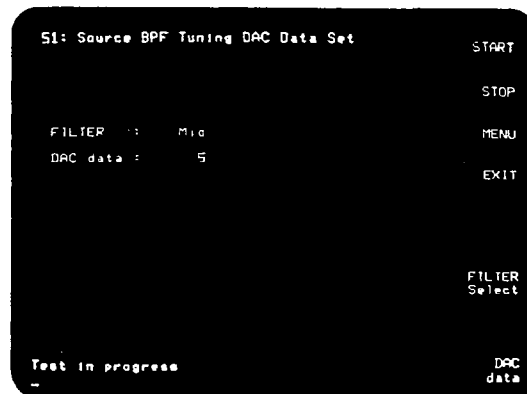 51: Source BPF Tuning DAC Data Set
START
STOP
FILTER : Mid
MENU
DAC data : 5
EXIT
FILTER
Select
Test in progress
DAC
data